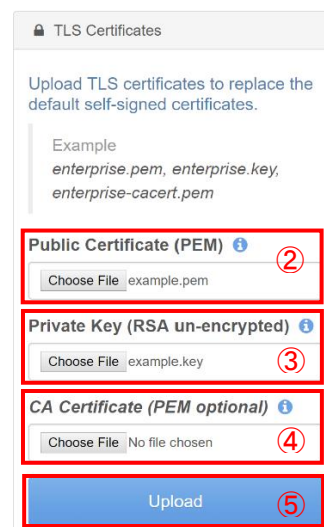 TLS Certificates
Upload TLS certificates to replace the
default self-signed certificates.
Example
enterprise.pem, enterprise.key,
enterprise-cacert.pem
Public Certificate (PEM)
②
Choose File example.pem
Private Key (RSA un-encrypted)
Choose File example.key ③
CA Certificate (PEM optional)
Choose File No file chosen ④
Upload ⑤